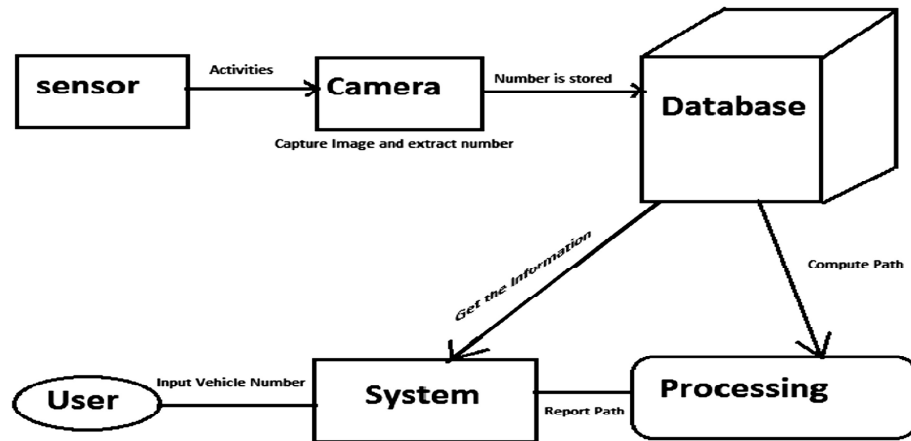 sensor
Activities
Camera
Number is stored
Database
Capture Image and extract number
Get the Information
Compute Path
User
Input Vehicle Number
System
Report Path
Processing